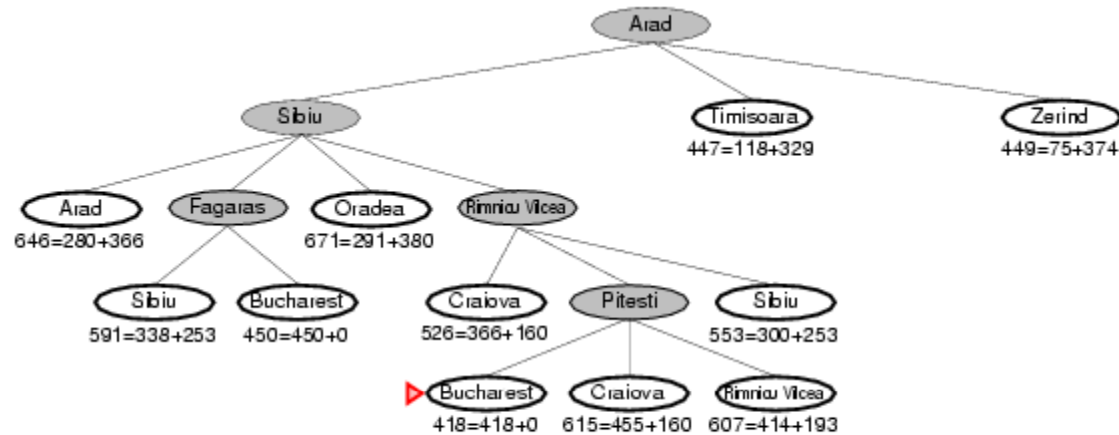 Arad
Sibiu
Timisoara
Zerind
447=118+329
449=75+374
Arad
Fagaras
Oradea
Rimnicu Vilcea
646=280+366
671=291+380
Sibiu
Bucharest
Craiova
Pitesti
Sibiu
591=338+253
450=450+0
526=366+160
553=300+253
Bucharest
Craiova
Rimnicu Vilcea
418=418+0
615=455+160
607=414+193